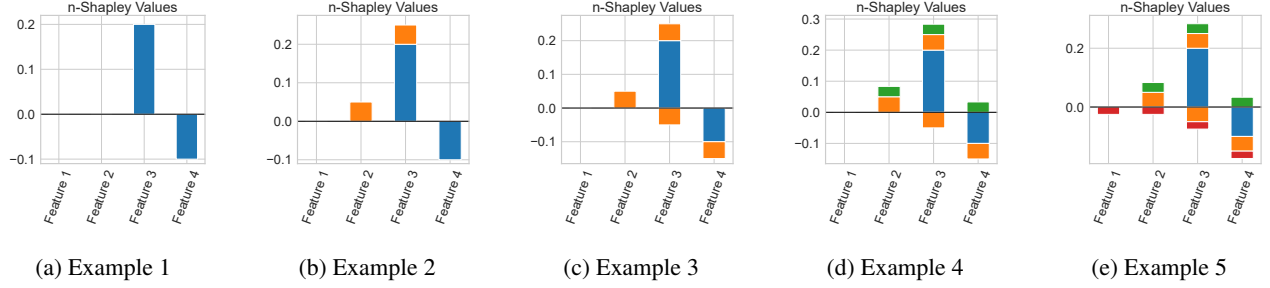 n-Shapley Values
0.2
0.1
0.0
−0.1
Feature 1
Feature 2
Feature 3
Feature 4
(a) Example 1
n-Shapley Values
0.2
0.1
0.0
−0.1
Feature 1
Feature 2
Feature 3
Feature 4
(b) Example 2
n-Shapley Values
0.2
0.1
0.0
−0.1
Feature 1
Feature 2
Feature 3
Feature 4
(c) Example 3
n-Shapley Values
0.3
0.2
0.1
0.0
−0.1
Feature 1
Feature 2
Feature 3
Feature 4
(d) Example 4
n-Shapley Values
0.2
0.0
Feature 1
Feature 2
Feature 3
Feature 4
(e) Example 5